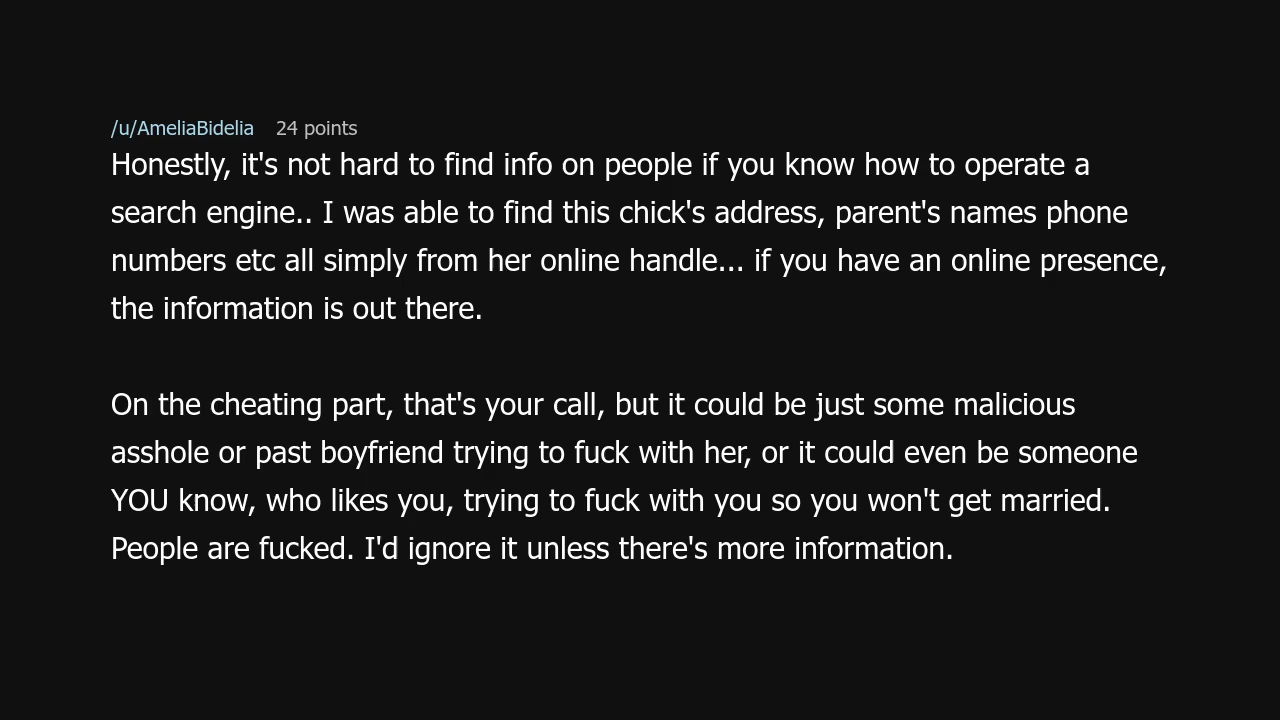 /u/AmeliaBidelia 24 points
Honestly, it's not hard to find info on people if you know how to operate a
search engine.. I was able to find this chick's address, parent's names phone
numbers etc all simply from her online handle... if you have an online presence,
the information is out there.
On the cheating part, that's your call, but it could be just some malicious
asshole or past boyfriend trying to fuck with her, or it could even be someone
YOU know, who likes you, trying to fuck with you so you won't get married.
People are fucked. I'd ignore it unless there's more information.